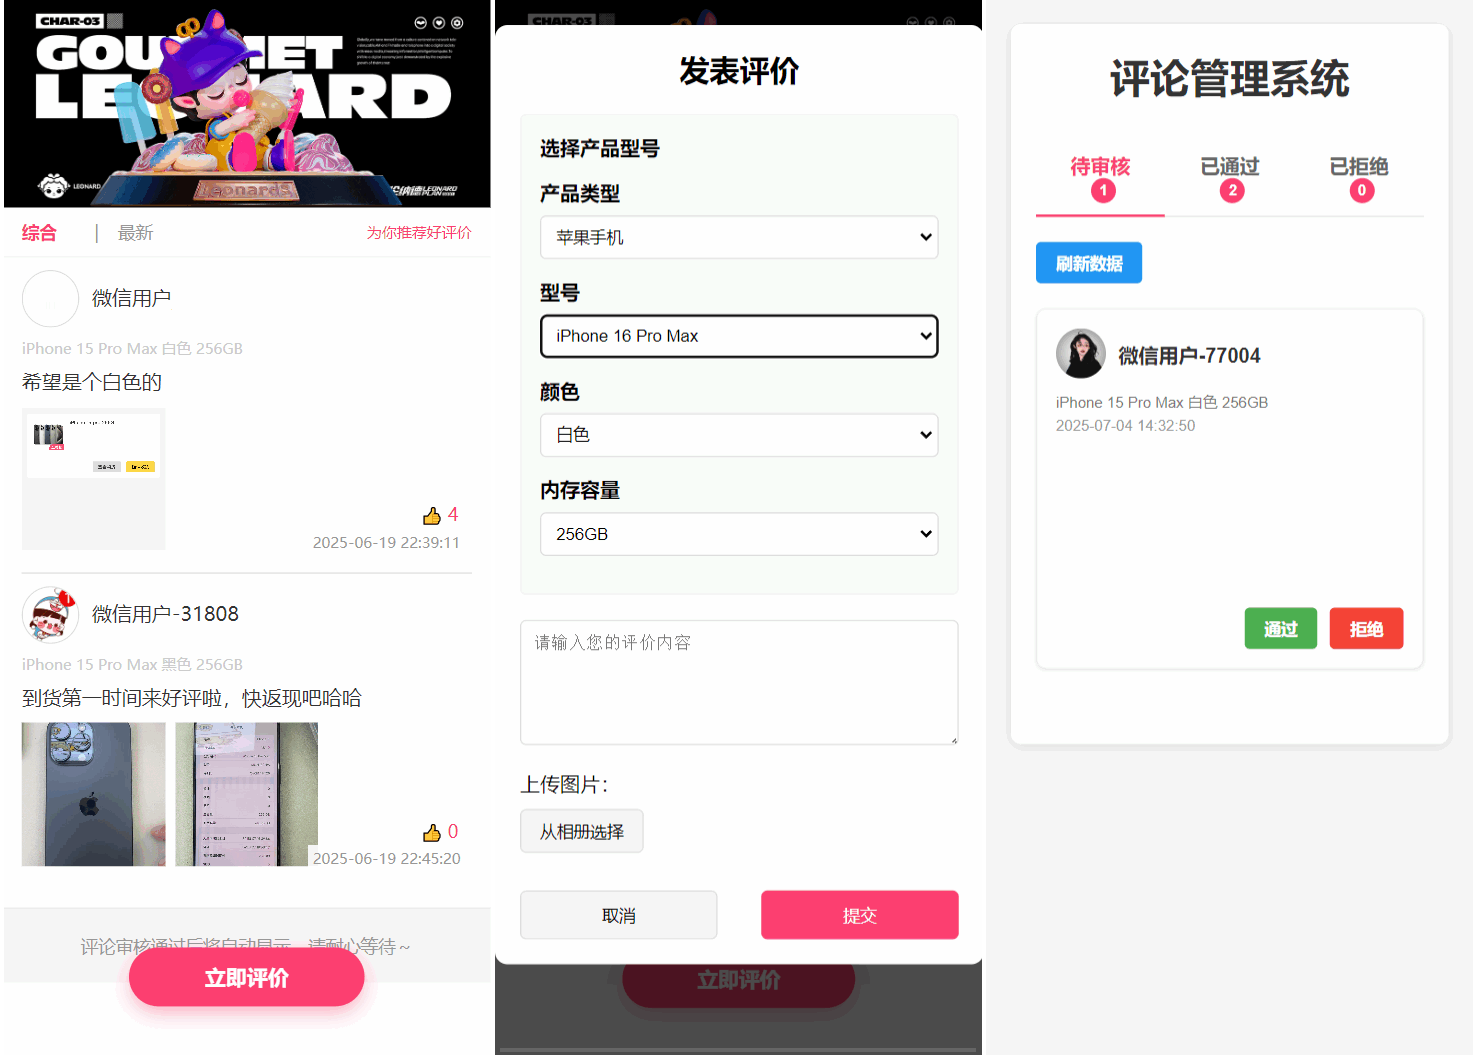 CHAR-03
GOURMET
LEONARD
LEONARD
Leonard
LEONARD
PLAN
综合 | 最新
为你推荐好评价
微信用户
iPhone 15 Pro Max 白色 256GB
希望是个白色的
4
2025-06-19 22:39:11
微信用户-31808
iPhone 15 Pro Max 黑色 256GB
到货第一时间来好评啦，快返现吧哈哈
0
2025-06-19 22:45:20
评论审核通过后将自动显示，请耐心等待~
立即评价
发表评价
选择产品型号
产品类型
苹果手机
型号
iPhone 16 Pro Max
颜色
白色
内存容量
256GB
请输入您的评价内容
上传图片：
从相册选择
取消
提交
立即评价
评论管理系统
待审核 已通过 已拒绝
1 2 0
刷新数据
微信用户-77004
iPhone 15 Pro Max 白色 256GB
2025-07-04 14:32:50
通过
拒绝